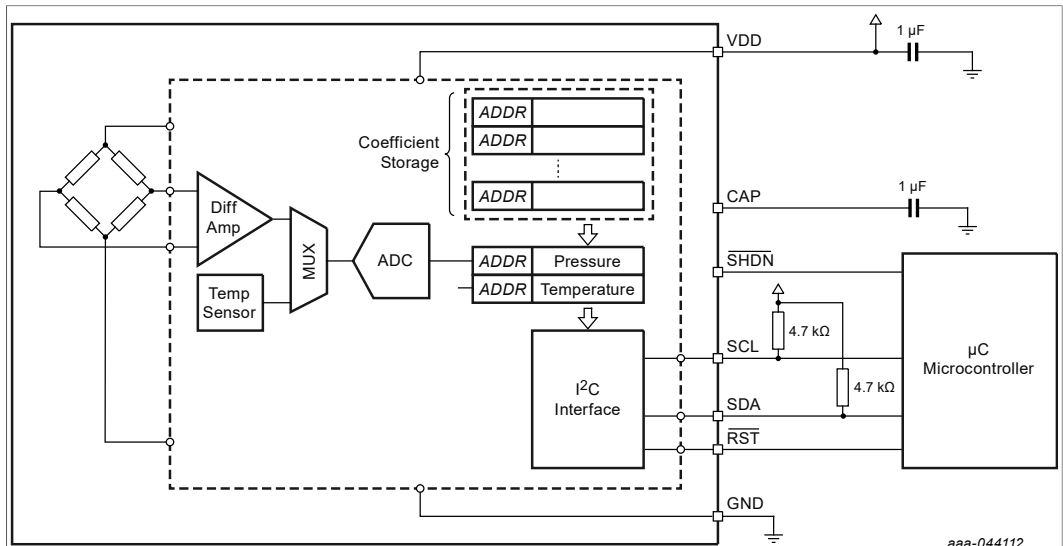 VDD
1 µF
Coefficient
Storage
ADDR
ADDR
ADDR
CAP
1 µF
Diff
Amp
MUX
ADC
ADDR Pressure
ADDR Temperature
Temp
Sensor
SHDN
4.7 kΩ
SCL
µC
Microcontroller
4.7 kΩ
I²C
Interface
SDA
RST
GND
aaa-044112